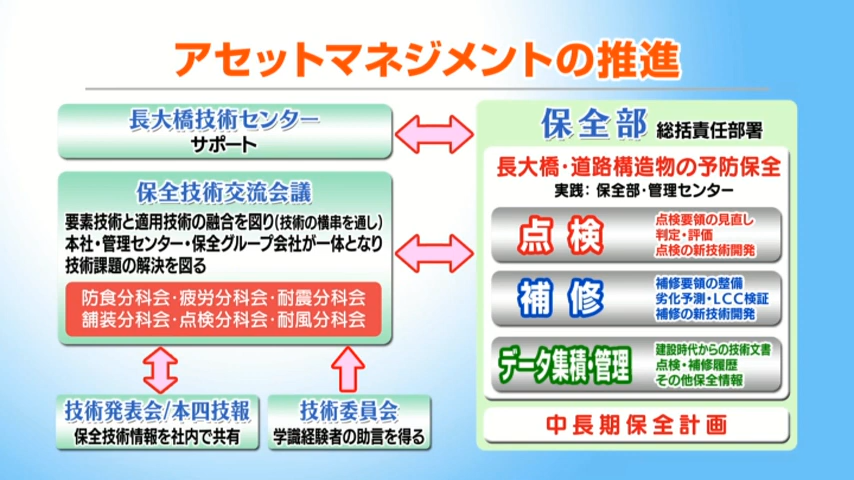 アセットマネジメントの推進
長大橋技術センター
サポート
保全技術交流会議
要素技術と適用技術の融合を図り(技術の横串を通し)
本社・管理センター・保全グループ会社が一体となり
技術課題の解決を図る
防食分科会・疲労分科会・耐震分科会
舗装分科会・点検分科会・耐風分科会
技術発表会/本四技報
保全技術情報を社内で共有
技術委員会
学識経験者の助言を得る
保全部 総括責任部署
長大橋・道路構造物の予防保全
実践：保全部・管理センター
点検
点検要領の見直し
判定・評価
点検の新技術開発
補修
補修要領の整備
劣化予測・LCC検証
補修の新技術開発
データ集積・管理
建設時代からの技術文書
点検・補修履歴
その他保全情報
中長期保全計画